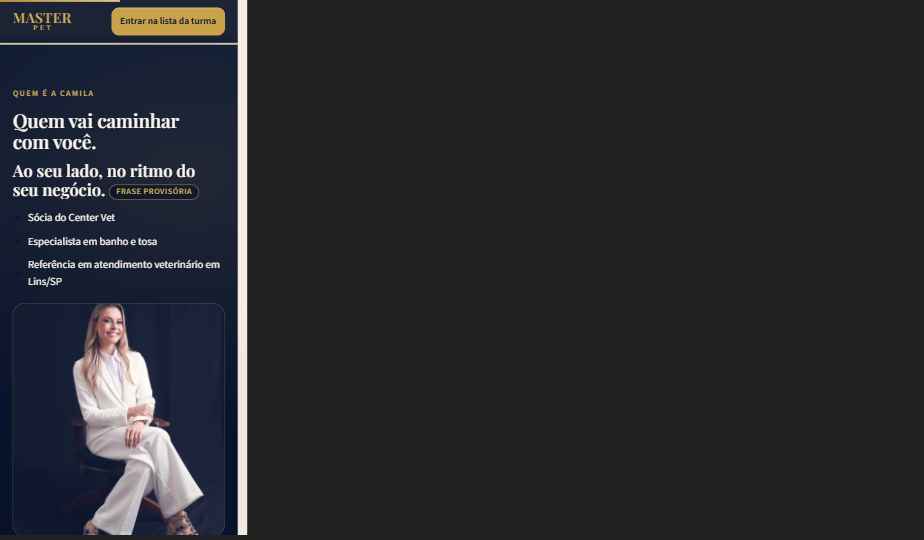 MASTER
PET
Entrar na lista da turma
QUEM É A CAMILA
Quem vai caminhar
com você.
Ao seu lado, no ritmo do
seu negócio. FRASE PROVISÓRIA
Sócia do Center Vet
Especialista em banho e tosa
Referência em atendimento veterinário em
Lins/SP